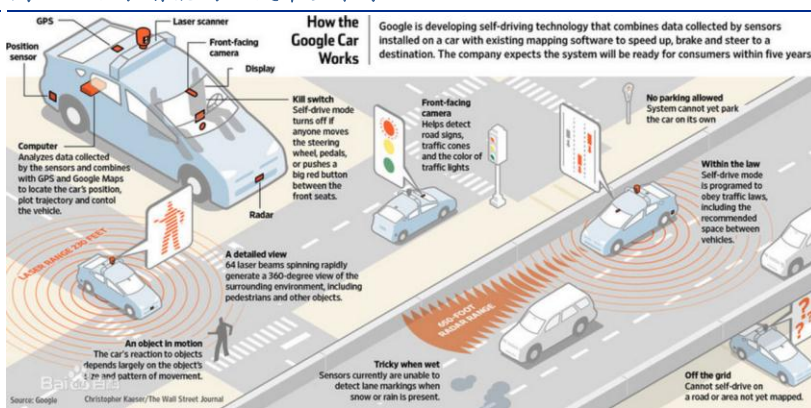 How the
Google Car
Works
Google is developing self-driving technology that combines data collected by sensors
installed on a car with existing mapping software to speed up, brake and steer to a
destination. The company expects the system will be ready for consumers within five years
GPS
Laser scanner
Position
sensor
Front-facing
camera
Display
Kill switch
Self-drive mode
turns off if
anyone moves
the steering
wheel, pedals,
or pushes a
big red button
between the
front seats.
Computer
Analyzes data collected
by the sensors and combines
with GPS and Google Maps
to locate the car's position,
plot trajectory and contol
the vehicle.
Radar
Front-facing
camera
Helps detect
road signs,
traffic cones
and the color of
traffic lights
No parking allowed
System cannot yet park
the car on its own
Within the law
Self-drive mode
is programed to
obey traffic laws,
including the
recommended
space between
vehicles.
LASER RANGE 230 FEET
A detailed view
64 laser beams spinning rapidly
generate a 360-degree view of the
surrounding environment, including
pedestrians and other objects.
600-FOOT
RADAR RANGE
An object in motion
The car's reaction to objects
depends largely on the object's
and pattern of movement.
Tricky when wet
Sensors currently are unable to
detect lane markings when
snow or rain is present.
???
Off the grid
Cannot self-drive on
a road or area not yet mapped.
Bai百科
Source: Google
Christopher Kaeser/The Wall Street Journal